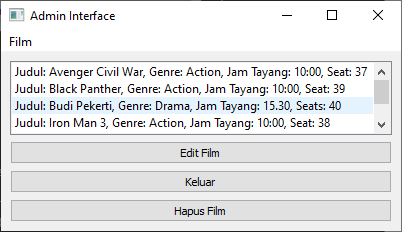 Admin Interface
Film
Judul: Avenger Civil War, Genre: Action, Jam Tayang: 10:00, Seat: 37
Judul: Black Panther, Genre: Action, Jam Tayang: 10:00, Seat: 39
Judul: Budi Pekerti, Genre: Drama, Jam Tayang: 15.30, Seats: 40
Judul: Iron Man 3, Genre: Action, Jam Tayang: 10:00, Seat: 38
Edit Film
Keluar
Hapus Film